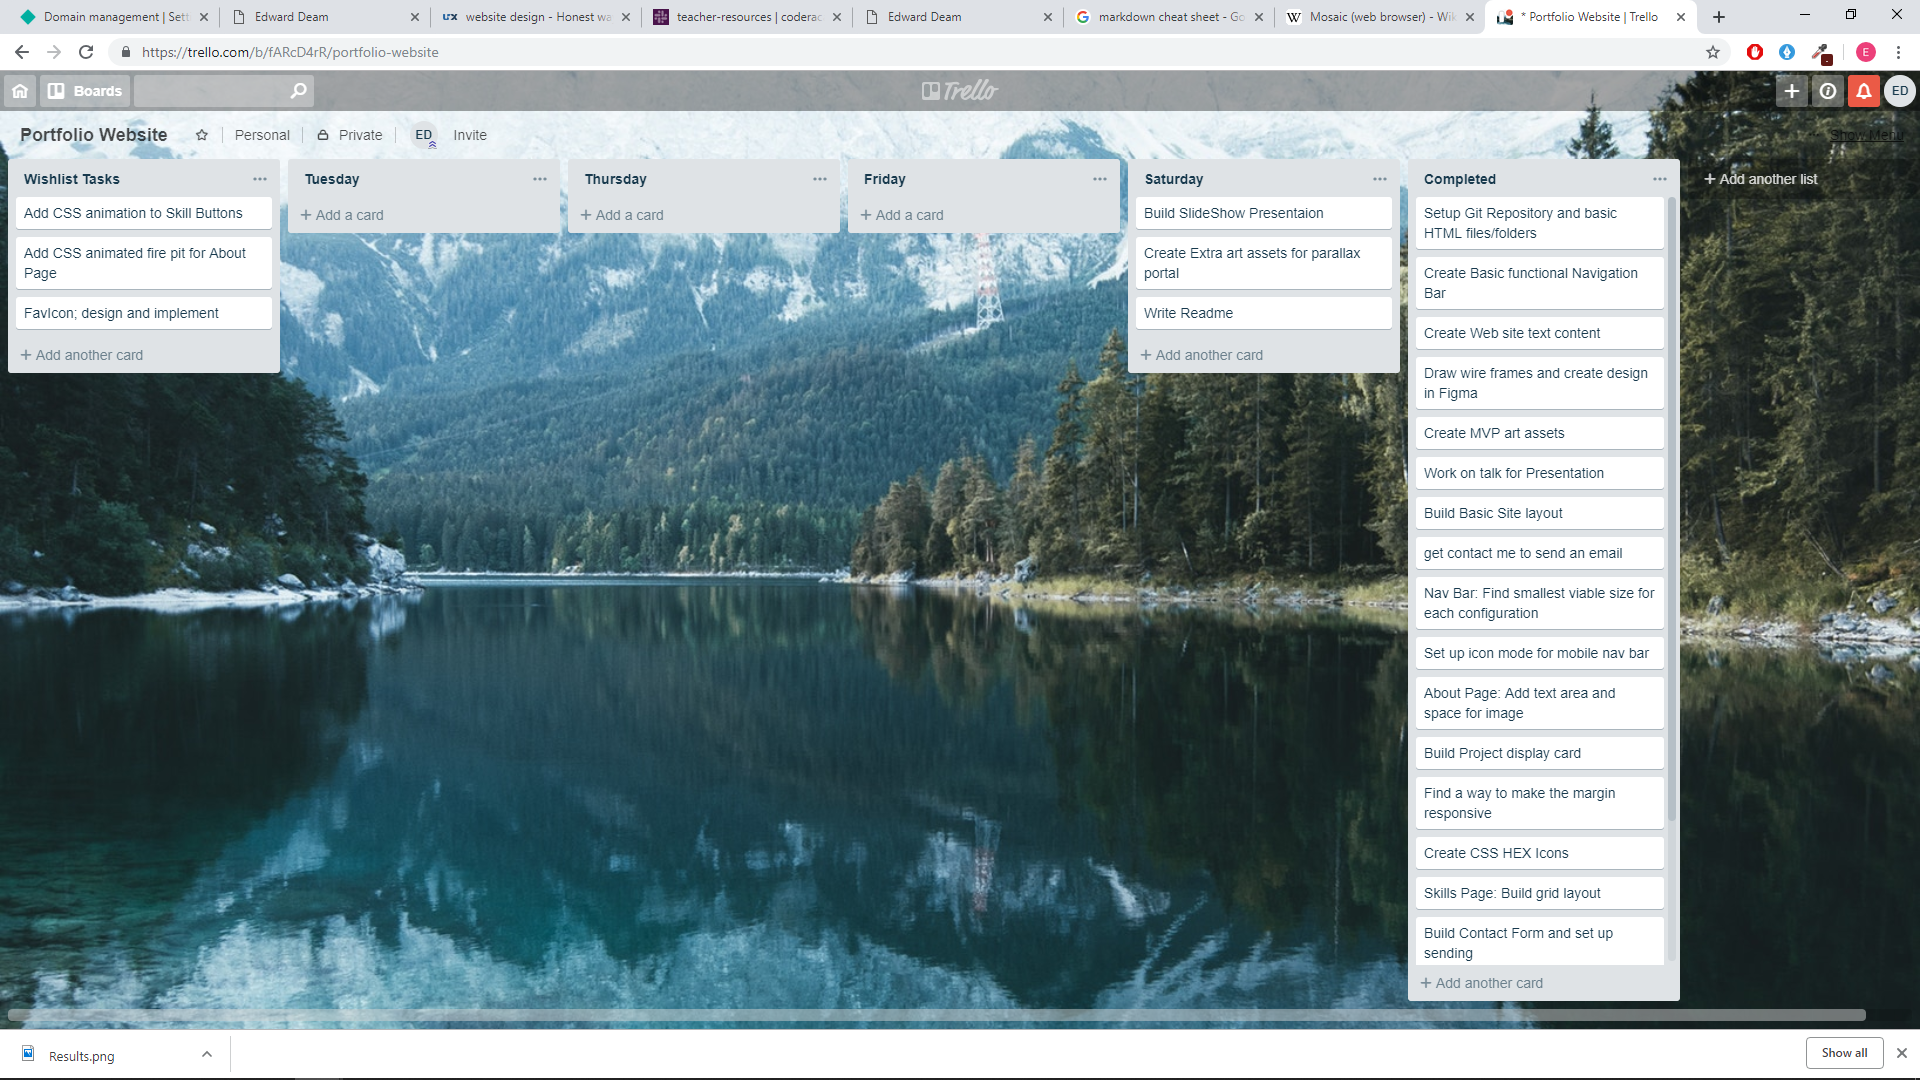 Domain management | Sett
Edward Deam
website design - Honest wa
teacher-resources | coderac
Edward Deam
markdown cheat sheet - Go
Mosaic (web browser) - Wik
* Portfolio Website | Trello
https://trello.com/b/fARcD4rR/portfolio-website
E
Boards
Trello
ED
Portfolio Website
Personal
Private
ED
Invite
Show Menu
Wishlist Tasks
Add CSS animation to Skill Buttons
Add CSS animated fire pit for About
Page
FavIcon; design and implement
+ Add another card
Tuesday
+ Add a card
Thursday
+ Add a card
Friday
+ Add a card
Saturday
Build SlideShow Presentaion
Create Extra art assets for parallax
portal
Write Readme
+ Add another card
Completed
Setup Git Repository and basic
HTML files/folders
Create Basic functional Navigation
Bar
Create Web site text content
Draw wire frames and create design
in Figma
Create MVP art assets
Work on talk for Presentation
Build Basic Site layout
get contact me to send an email
Nav Bar: Find smallest viable size for
each configuration
Set up icon mode for mobile nav bar
About Page: Add text area and
space for image
Build Project display card
Find a way to make the margin
responsive
Create CSS HEX Icons
Skills Page: Build grid layout
Build Contact Form and set up
sending
+ Add another card
+ Add another list
Results.png
Show all